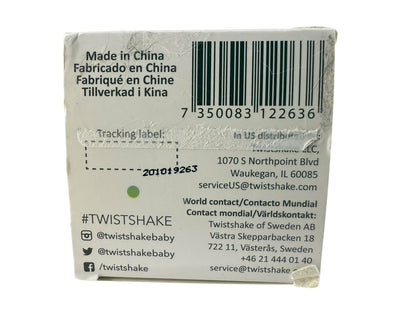 Made in China
Fabricado en China
Fabriqué en Chine
Tillverkad i Kina
7 350083 122636
Tracking label:
201019263
In US distributed by:
Twistshake LLC,
1070 S Northpoint Blvd
Waukegan, IL 60085
serviceUS@twistshake.com
World contact/Contacto Mundial
Contact mondial/Världskontakt:
Twistshake of Sweden AB
Västra Skepparbacken 18
722 11, Västerås, Sweden
+46 21 444 01 40
service@twistshake.com
#TWISTSHAKE
@twistshakebaby
@twistshakebaby
/twistshake